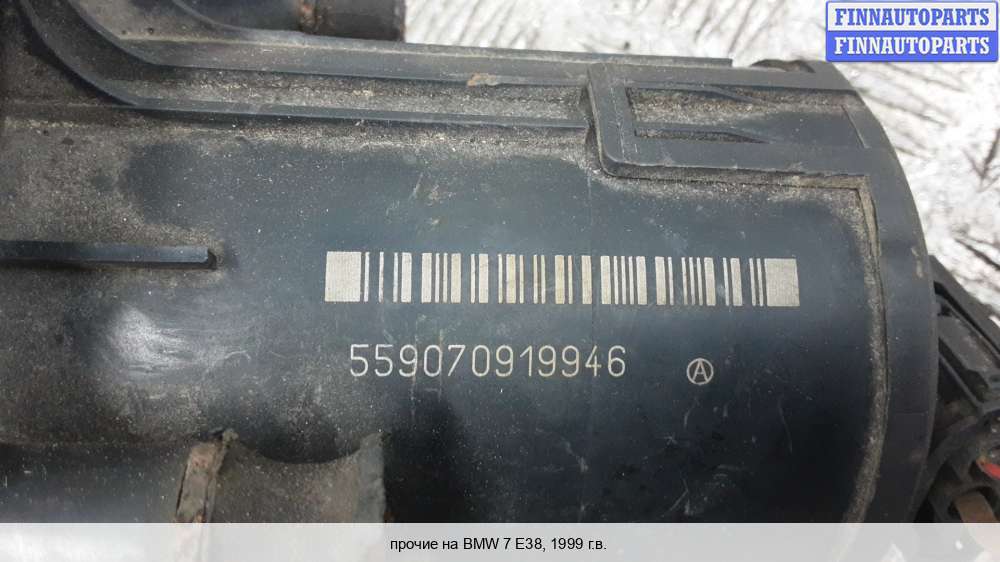 FINNAUTOPARTS
FINNAUTOPARTS
559070919946 Ⓐ
прочие на BMW 7 E38, 1999 г.в.